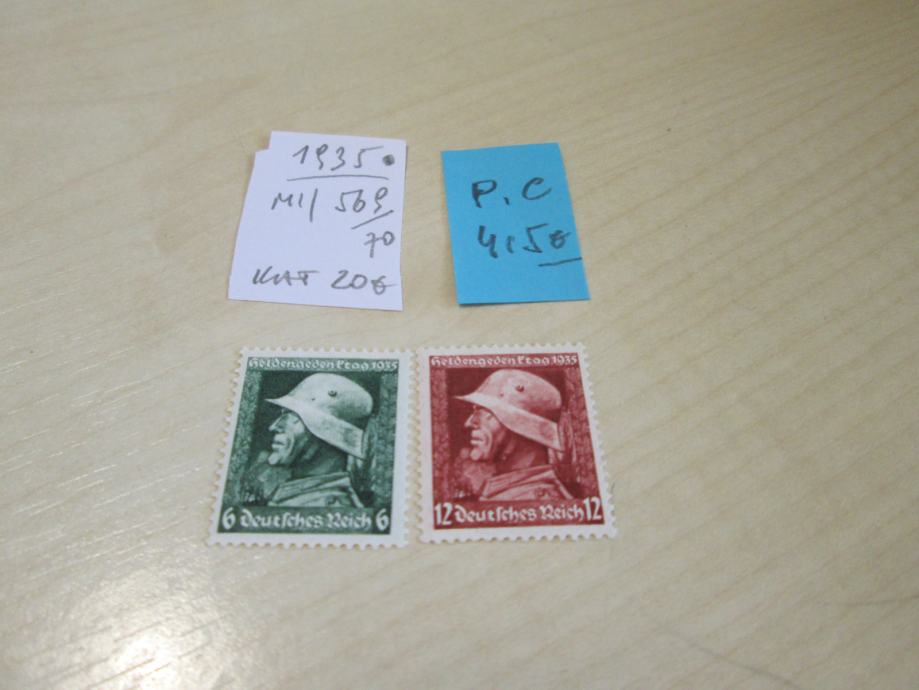 1935.
MI/ 569/
70
KAT 20€
P.C
4,5€
Heldengedenktag 1935
6 Deutsches Reich 6
Heldengedenktag 1935
12 Deutsches Reich 12